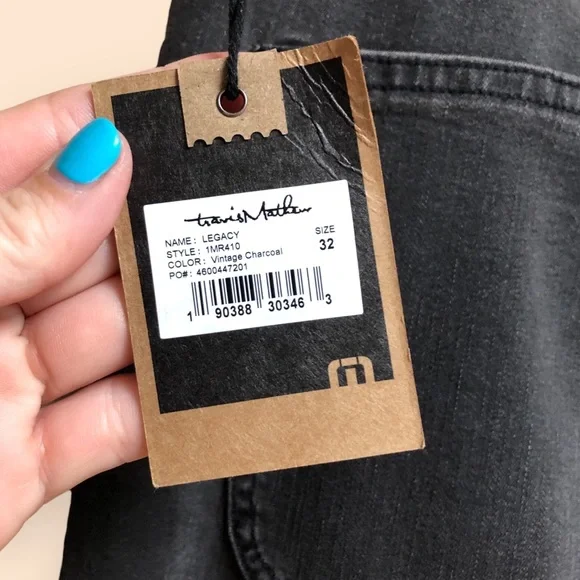 travisMathew
NAME: LEGACY
STYLE: 1MR410
COLOR: Vintage Charcoal
PO#: 4600447201
SIZE
32
1 90388 30346 3